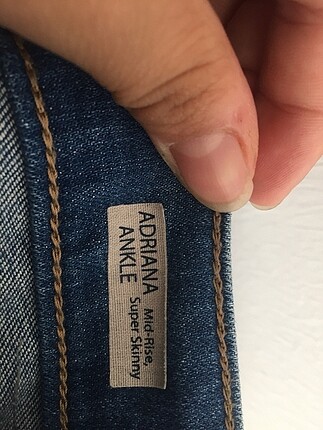 ADRIANA
ANKLE
Mid-Rise,
Super Skinny